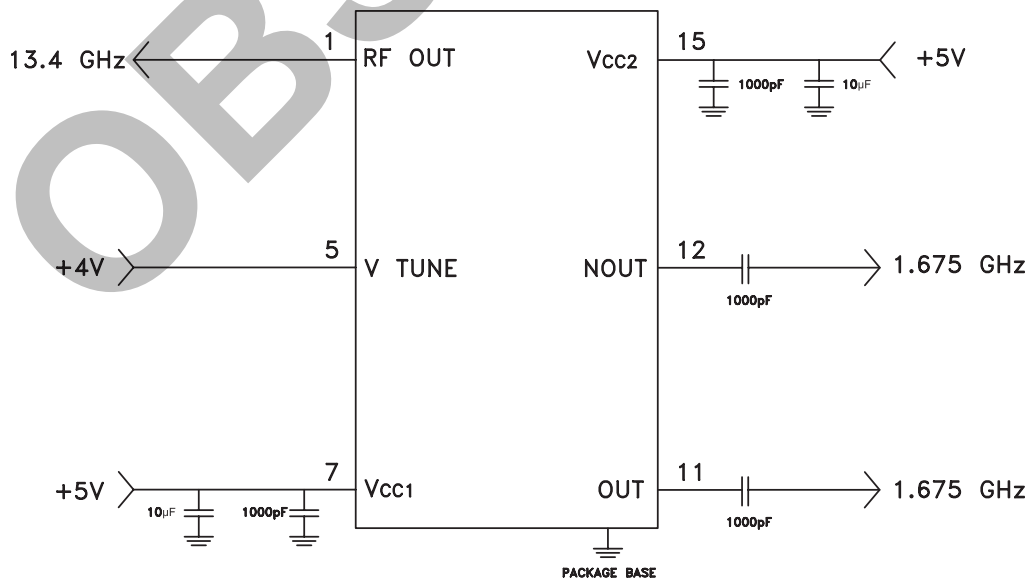 OBS
1
15
13.4 GHz
RF OUT
VCC2
+5V
1000pF
10µF
5
12
+4V
V TUNE
NOUT
1.675 GHz
1000pF
7
11
+5V
VCC1
OUT
1.675 GHz
10µF
1000pF
1000pF
PACKAGE BASE